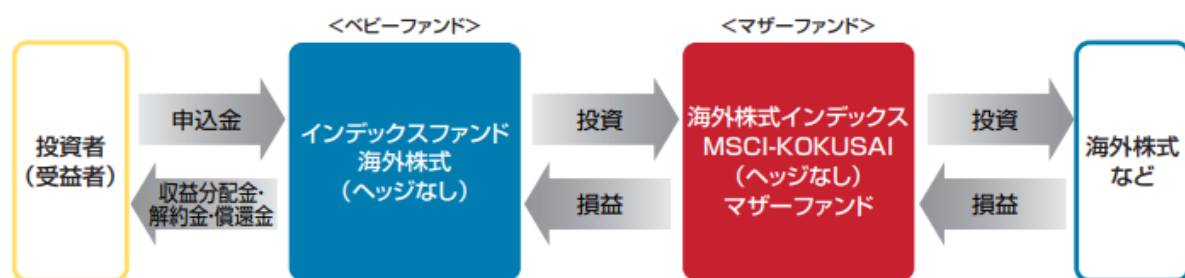 <ベビーファンド>
<マザーファンド>
投資者
(受益者)
申込金
収益分配金・
解約金・償還金
インデックスファンド
海外株式
(ヘッジなし)
投資
損益
海外株式インデックス
MSCI-KOKUSAI
(ヘッジなし)
マザーファンド
投資
損益
海外株式
など